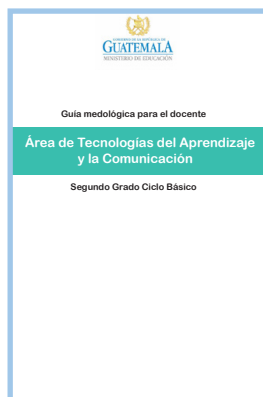 GOBIERNO DE LA REPÚBLICA DE
GUATEMALA
MINISTERIO DE EDUCACIÓN
Guía medológica para el docente
Área de Tecnologías del Aprendizaje
y la Comunicación
Segundo Grado Ciclo Básico